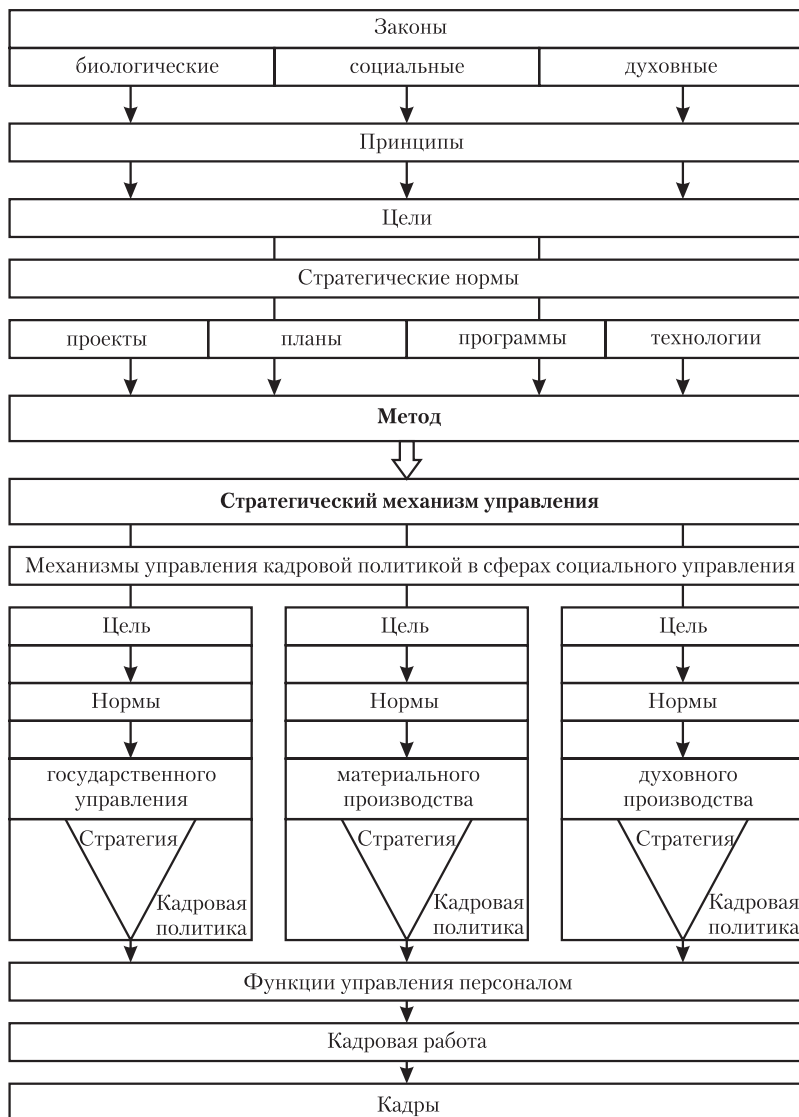 Законы
биологические социальные духовные
Принципы
Цели
Стратегические нормы
проекты планы программы технологии
Метод
Стратегический механизм управления
Механизмы управления кадровой политикой в сферах социального управления
Цель Цель Цель
Нормы Нормы Нормы
государственного материального духовного
управления производства производства
Стратегия Стратегия Стратегия
Кадровая Кадровая Кадровая
политика политика политика
Функции управления персоналом
Кадровая работа
Кадры